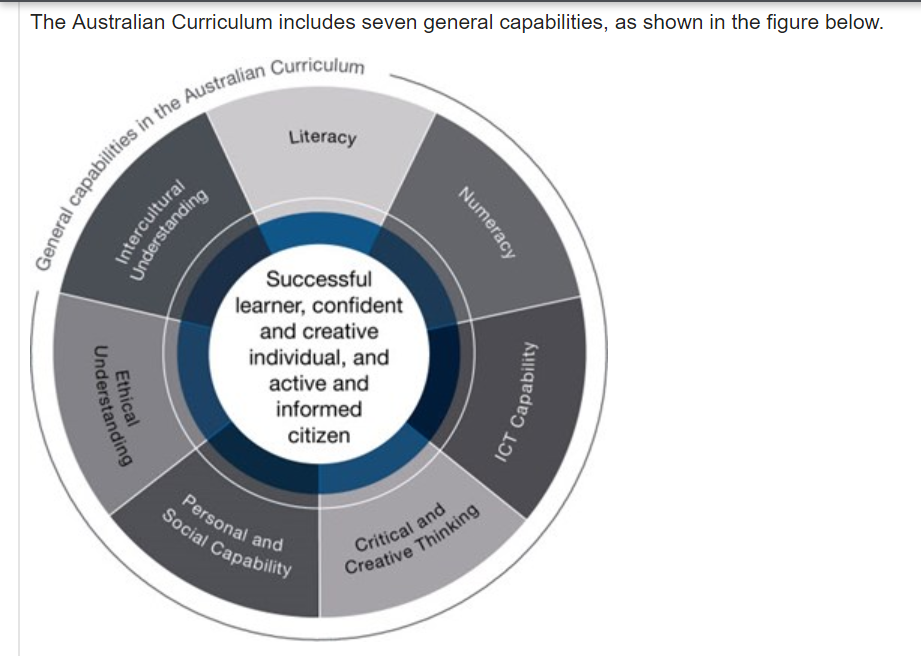 The Australian Curriculum includes seven general capabilities, as shown in the figure below.
General capabilities in the Australian Curriculum
Literacy
Numeracy
ICT Capability
Critical and
Creative Thinking
Personal and
Social Capability
Ethical
Understanding
Intercultural
Understanding
Successful
learner, confident
and creative
individual, and
active and
informed
citizen